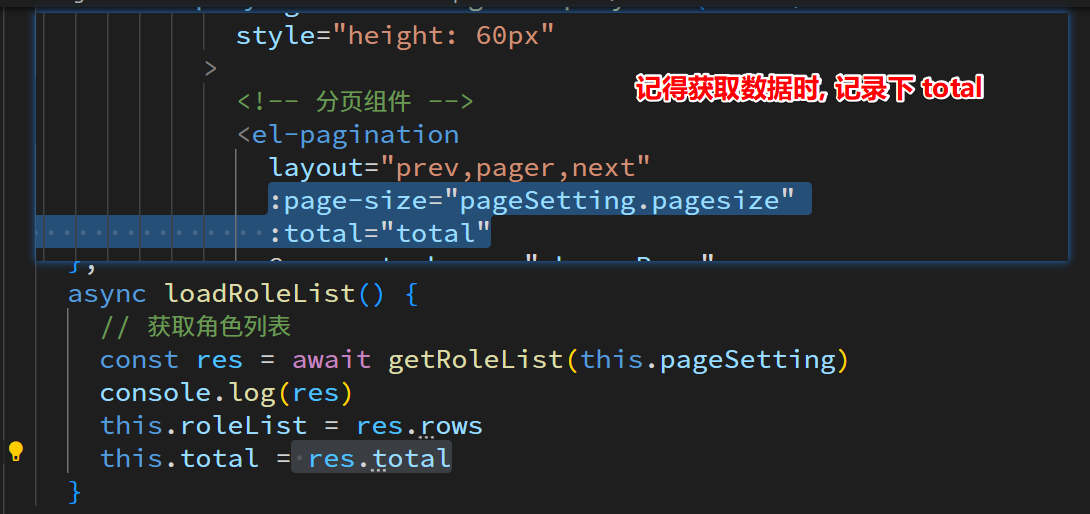 style="height: 60px"
>
记得获取数据时, 记录下 total
<!-- 分页组件 -->
<el-pagination
layout="prev,pager,next"
:page-size="pageSetting.pagesize"
:total="total"
},
async loadRoleList() {
// 获取角色列表
const res = await getRoleList(this.pageSetting)
console.log(res)
this.roleList = res.rows
this.total = res.total
}